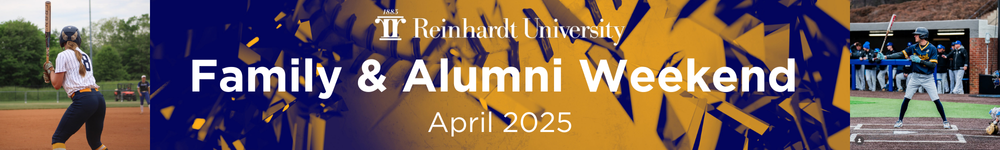 1883
Reinhardt University
Family & Alumni Weekend
April 2025